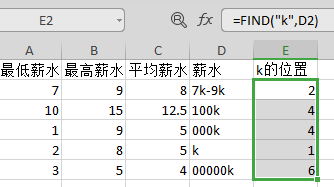 E2 fx =FIND("k",D2)
A B C D E
最低薪水 最高薪水 平均薪水 薪水 k的位置
7 9 8 7k-9k 2
10 15 12.5 100k 4
1 9 5 000k 4
2 8 5 k 1
3 5 4 00000k 6